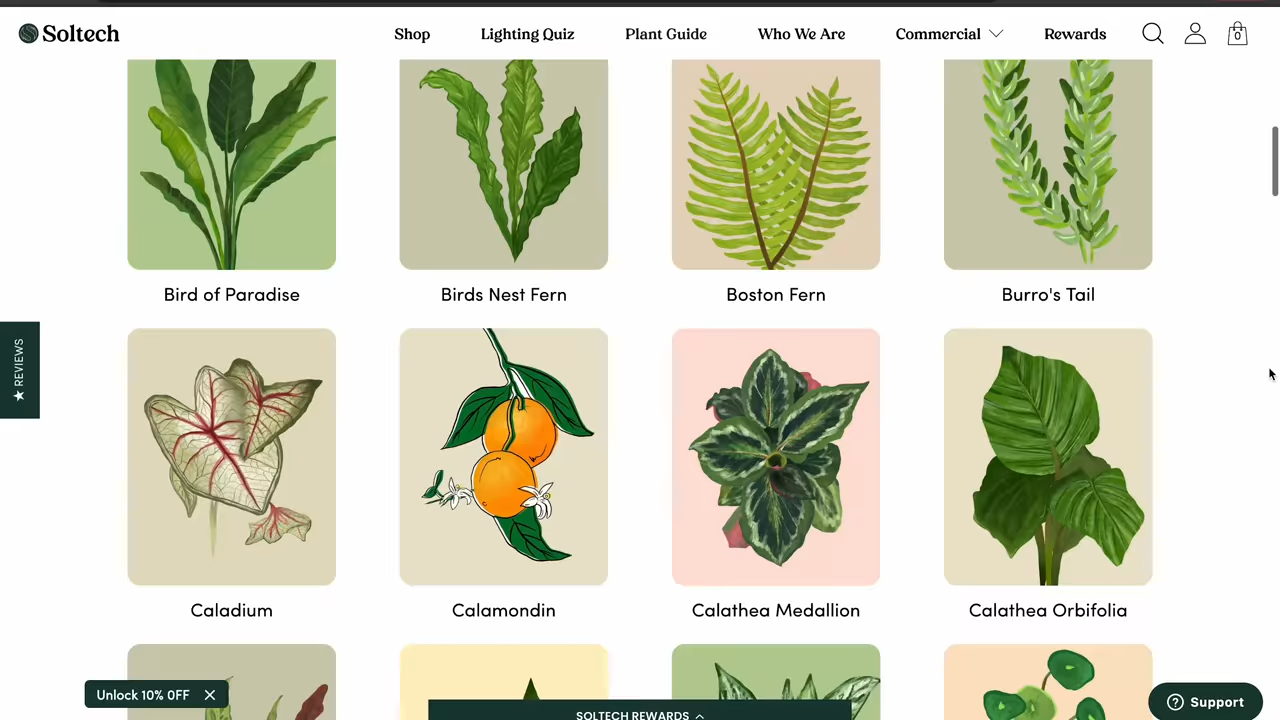 Soltech
Shop
Lighting Quiz
Plant Guide
Who We Are
Commercial
Rewards
0
Bird of Paradise
Birds Nest Fern
Boston Fern
Burro's Tail
★ REVIEWS
Caladium
Calamondin
Calathea Medallion
Calathea Orbifolia
Unlock 10% OFF
SOLTECH REWARDS
? Support